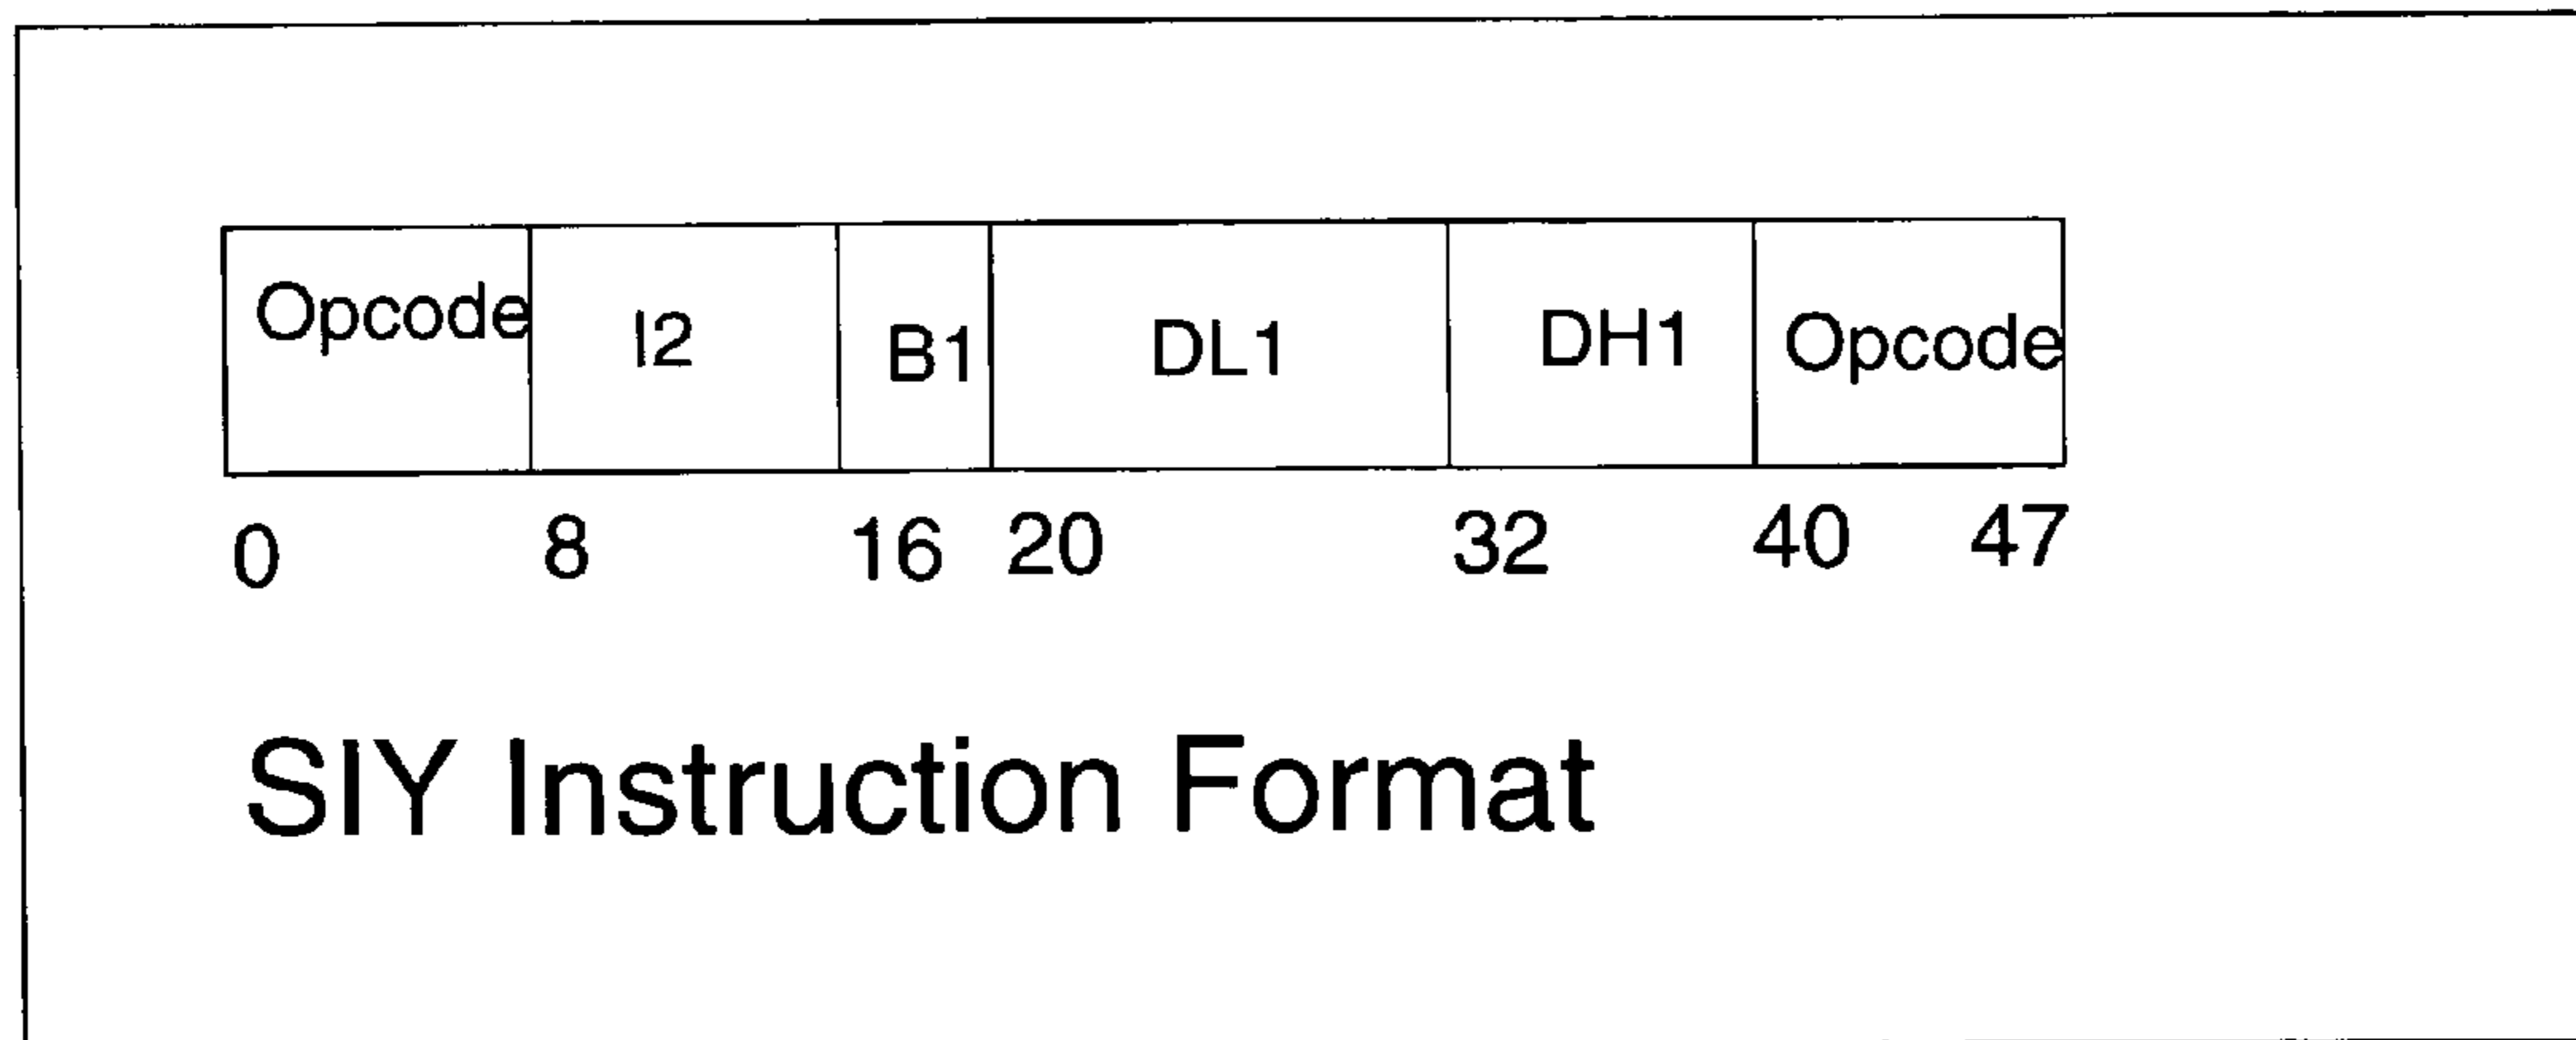 Opcode I2 B1 DL1 DH1 Opcode
0 8 16 20 32 40 47
SIY Instruction Format